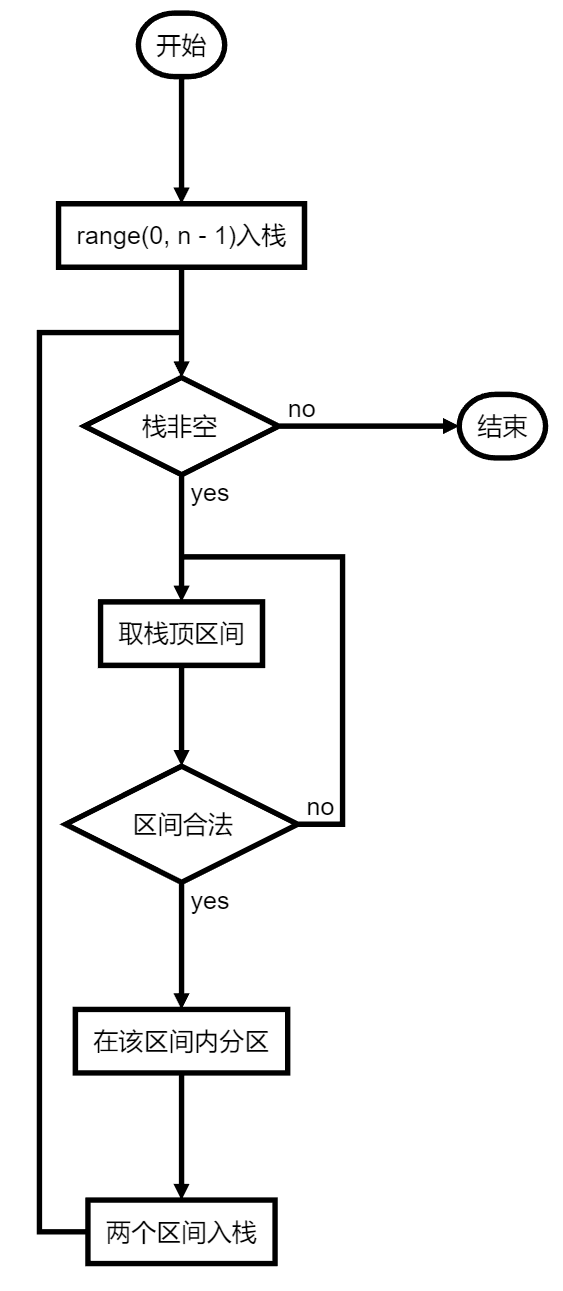 开始
range(0, n - 1)入栈
栈非空
no
结束
yes
取栈顶区间
区间合法
no
yes
在该区间内分区
两个区间入栈